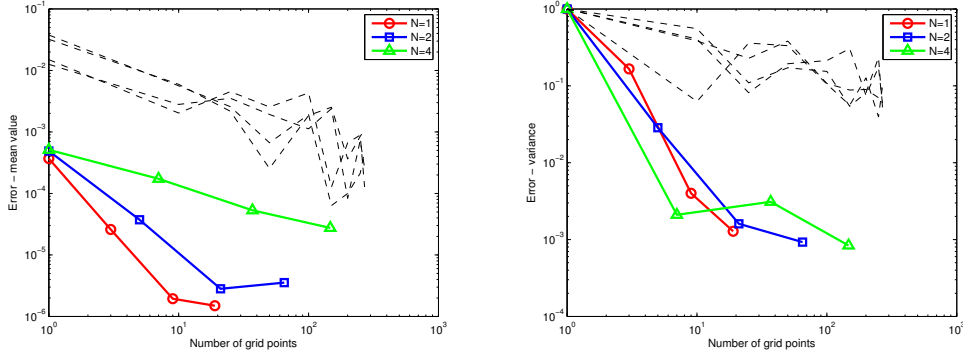 10^-1
10^-2
10^-3
10^-4
10^-5
10^-6
Error − mean value
10^0
10^1
10^2
10^3
Number of grid points
N=1
N=2
N=4
10^0
10^-1
10^-2
10^-3
10^-4
Error − variance
10^0
10^1
10^2
10^3
Number of grid points
N=1
N=2
N=4